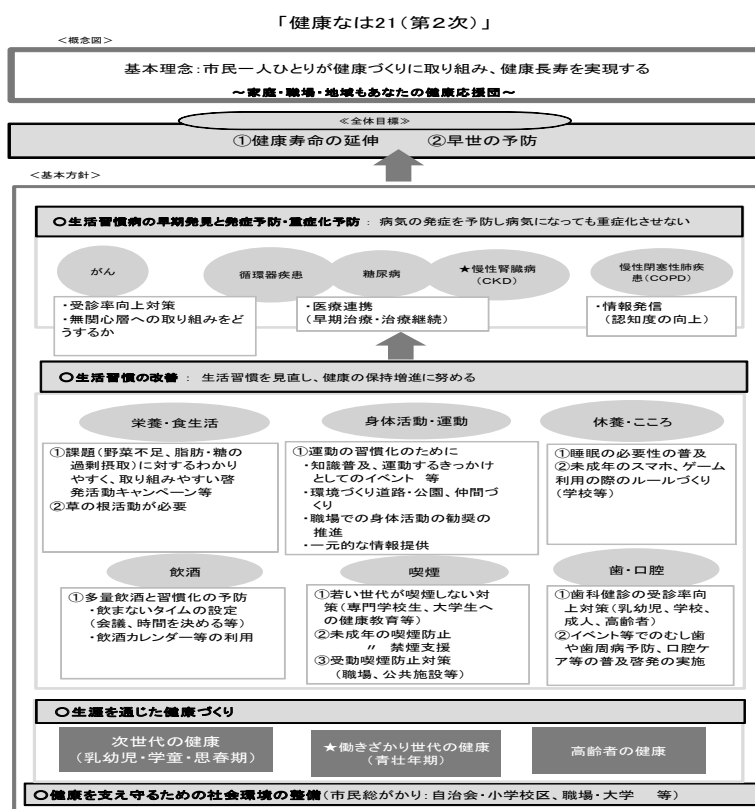 「健康なは21(第２次)」
＜概念図＞
基本理念：市民一人ひとりが健康づくりに取り組み、健康長寿を実現する
～家庭・職場・地域もあなたの健康応援団～
≪全体目標≫
①健康寿命の延伸　②早世の予防
＜基本方針＞
〇生活習慣病の早期発見と発症予防・重症化予防： 病気の発症を予防し病気になっても重症化させない
がん
循環器疾患
糖尿病
★慢性腎臓病
(CKD)
慢性閉塞性肺疾
患(COPD)
・受診率向上対策
・無関心層への取り組みをど
うするか
・医療連携
(早期治療・治療継続)
・情報発信
(認知度の向上)
〇生活習慣の改善： 生活習慣を見直し、健康の保持増進に努める
栄養・食生活
①課題(野菜不足、脂肪・糖の
過剰摂取)に対するわかり
やすく、取り組みやすい啓
発活動キャンペーン等
②草の根活動が必要
身体活動・運動
①運動の習慣化のために
・知識普及、運動するきっかけ
としてのイベント 等
・環境づくり道路・公園、仲間づ
くり
・職場での身体活動の勧奨の
推進
・一元的な情報提供
休養・こころ
①睡眠の必要性の普及
②未成年のスマホ、ゲーム
利用の際のルールづくり
(学校等)
飲酒
①多量飲酒と習慣化の予防
・飲まないタイムの設定
(会議、時間を決める等)
・飲酒カレンダー等の利用
喫煙
①若い世代が喫煙しない対
策(専門学校生、大学生へ
の健康教育等)
②未成年の喫煙防止
〃 禁煙支援
③受動喫煙防止対策
(職場、公共施設等)
歯・口腔
①歯科健診の受診率向
上対策(乳幼児、学校、
成人、高齢者)
②イベント等でのむし歯
や歯周病予防、口腔ケ
ア等の普及啓発の実施
〇生涯を通じた健康づくり
次世代の健康
(乳幼児・学童・思春期)
★働きざかり世代の健康
(青壮年期)
高齢者の健康
〇健康を支え守るための社会環境の整備(市民総がかり：自治会・小学校区、職場・大学 等)